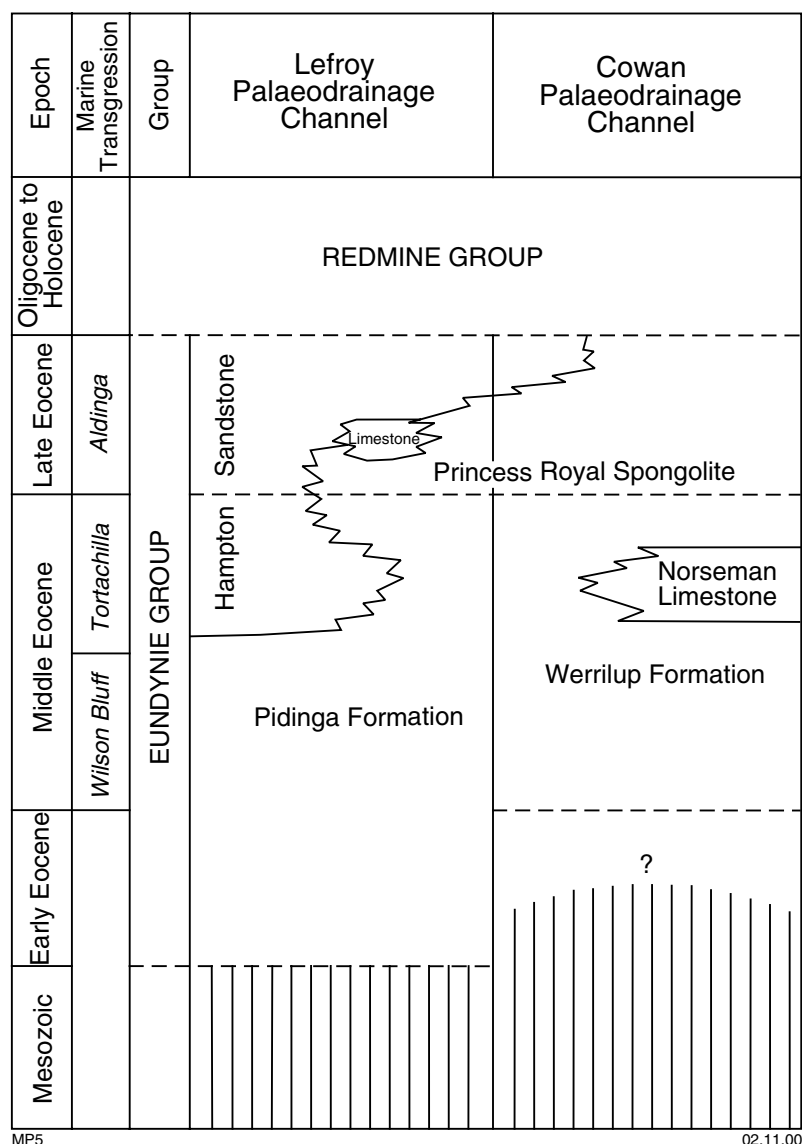 Epoch
Marine
Transgression
Group
Lefroy
Palaeodrainage
Channel
Cowan
Palaeodrainage
Channel
Oligocene to
Holocene
REDMINE GROUP
Late Eocene
Aldinga
EUNDYNIE GROUP
Hampton Sandstone
Limestone
Princess Royal Spongolite
Middle Eocene
Tortachilla
Norseman
Limestone
Wilson Bluff
Pidinga Formation
Werrilup Formation
Early Eocene
?
Mesozoic
MP5
02.11.00